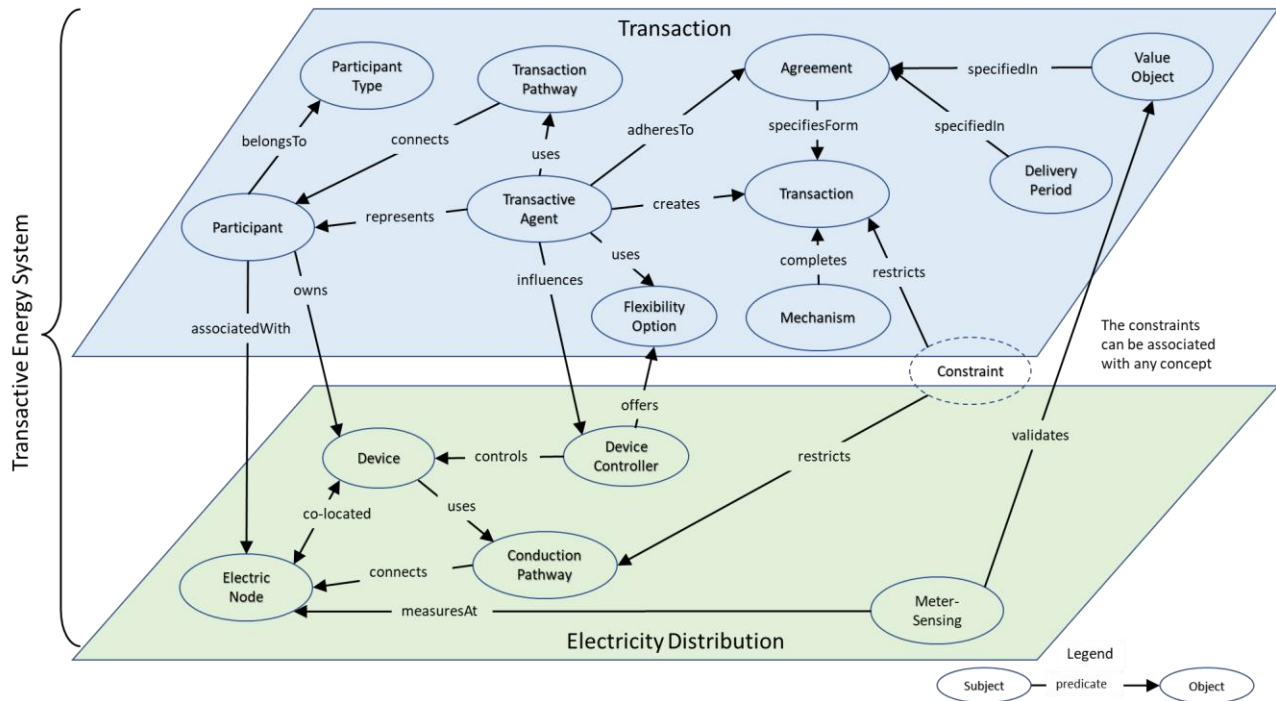 Transaction
Participant
Type
Transaction
Pathway
Agreement
specifiedIn
Value
Object
belongsTo
connects
uses
adheresTo
specifiesForm
specifiedIn
Delivery
Period
Participant
represents
Transactive
Agent
creates
Transaction
owns
influences
uses
completes
restricts
associatedWith
Flexibility
Option
Mechanism
Transactive Energy System
The constraints
can be associated
with any concept
Constraint
offers
Device
controls
Device
Controller
restricts
validates
co-located
uses
Electric
Node
connects
Conduction
Pathway
measuresAt
Meter-
Sensing
Electricity Distribution
Legend
Subject
predicate
Object